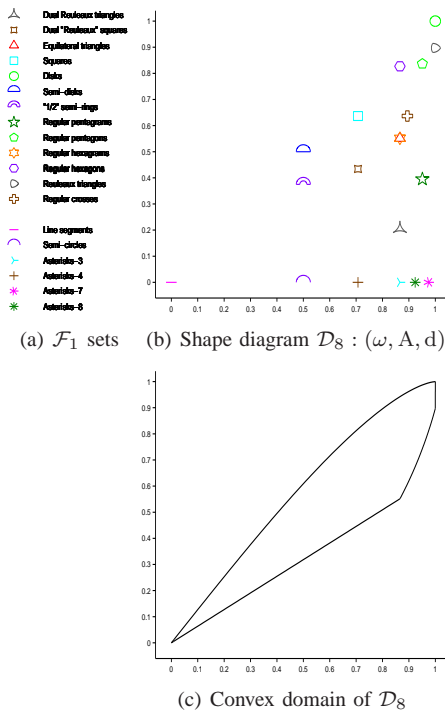 Dual Rouleaux triangles
Dual "Rouleaux" squares
Equilateral triangles
Squares
Disks
Semi-disks
"1/2" semi-rings
Regular pentagrams
Regular pentagons
Regular hexagrams
Regular hexagons
Rouleaux triangles
Regular crosses
Line segments
Semi-circles
Asterisks-3
Asterisks-4
Asterisks-7
Asterisks-8
(a) 𝓕₁ sets
1
0.9
0.8
0.7
0.6
0.5
0.4
0.3
0.2
0.1
0
0 0.1 0.2 0.3 0.4 0.5 0.6 0.7 0.8 0.9 1
(b) Shape diagram 𝓓₈ : (ω, A, d)
1
0.9
0.8
0.7
0.6
0.5
0.4
0.3
0.2
0.1
0
0 0.1 0.2 0.3 0.4 0.5 0.6 0.7 0.8 0.9 1
(c) Convex domain of 𝓓₈